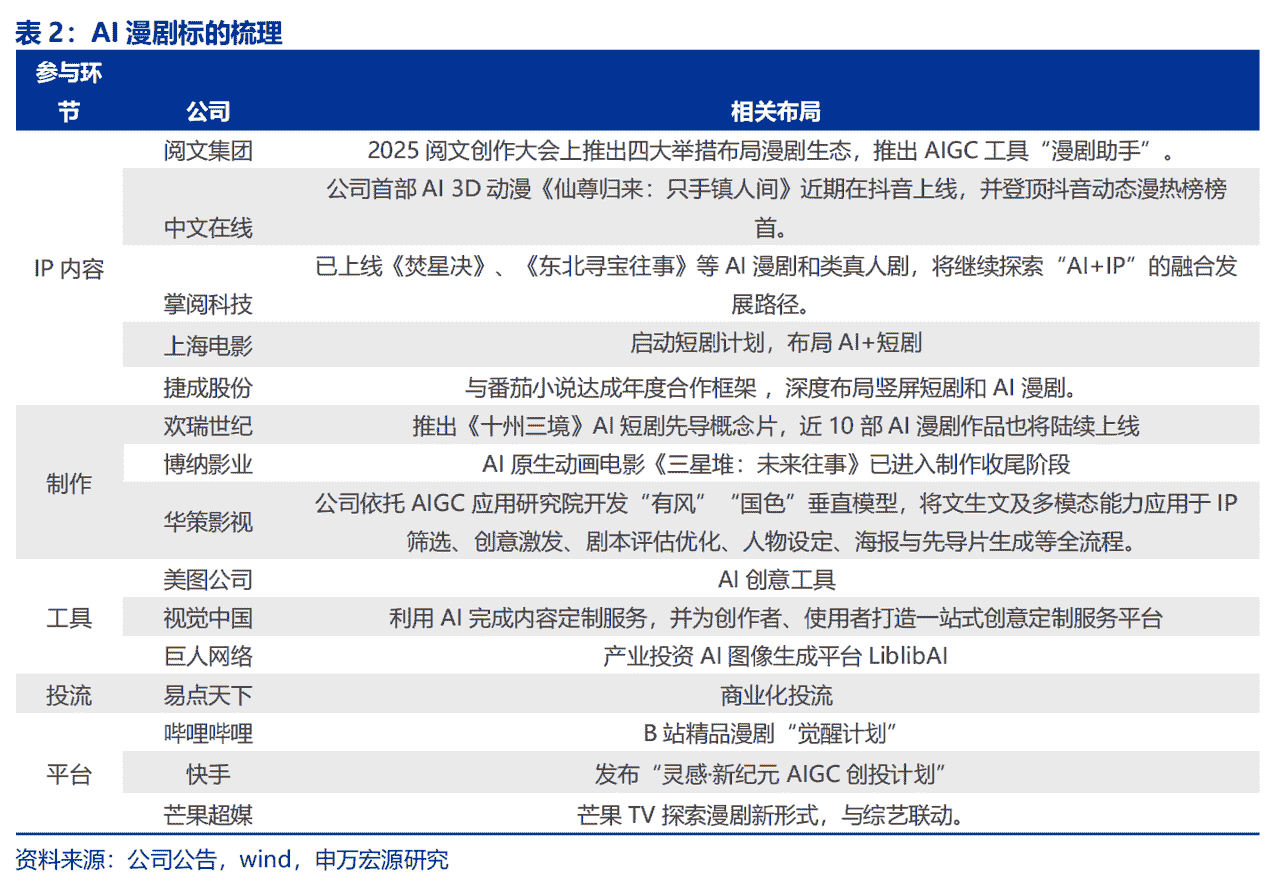 表 2：AI 漫剧标的梳理
参与环
节 公司 相关布局
阅文集团 2025 阅文创作大会上推出四大举措布局漫剧生态，推出 AIGC 工具“漫剧助手”。
公司首部 AI 3D 动漫《仙尊归来：只手镇人间》近期在抖音上线，并登顶抖音动态漫热榜榜
中文在线 首。
IP 内容 已上线《焚星决》、《东北寻宝往事》等 AI 漫剧和类真人剧，将继续探索“AI+IP”的融合发
掌阅科技 展路径。
上海电影 启动短剧计划，布局 AI+短剧
捷成股份 与番茄小说达成年度合作框架 ，深度布局竖屏短剧和 AI 漫剧。
欢瑞世纪 推出《十州三境》AI 短剧先导概念片，近 10 部 AI 漫剧作品也将陆续上线
制作 博纳影业 AI 原生动画电影《三星堆：未来往事》已进入制作收尾阶段
华策影视 公司依托 AIGC 应用研究院开发“有风”“国色”垂直模型，将文生文及多模态能力应用于 IP
筛选、创意激发、剧本评估优化、人物设定、海报与先导片生成等全流程。
美图公司 AI 创意工具
工具 视觉中国 利用 AI 完成内容定制服务，并为创作者、使用者打造一站式创意定制服务平台
巨人网络 产业投资 AI 图像生成平台 LiblibAI
投流 易点天下 商业化投流
哔哩哔哩 B 站精品漫剧“觉醒计划”
平台 快手 发布“灵感·新纪元 AIGC 创投计划”
芒果超媒 芒果 TV 探索漫剧新形式，与综艺联动。
资料来源：公司公告，wind，申万宏源研究